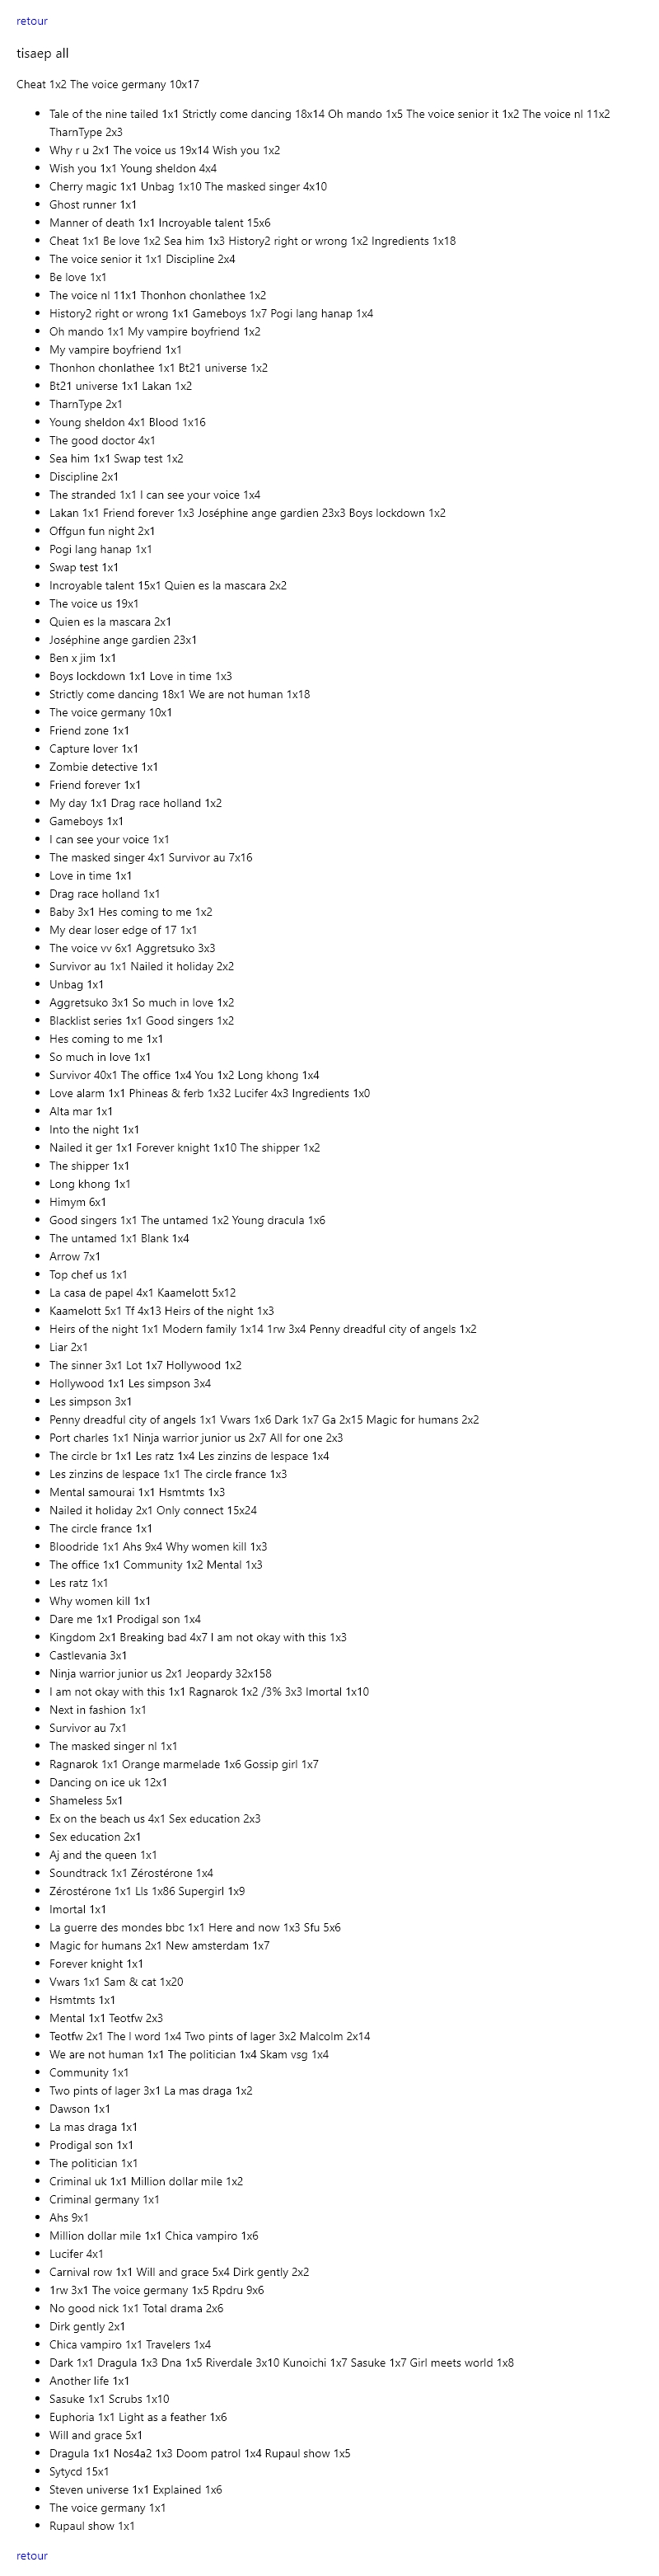 retour
tisaep all
Cheat 1x2 The voice germany 10x17
Tale of the nine tailed 1x1 Strictly come dancing 18x14 Oh mando 1x5 The voice senior it 1x2 The voice nl 11x2
TharnType 2x3
Why r u 2x1 The voice us 19x14 Wish you 1x2
Wish you 1x1 Young sheldon 4x4
Cherry magic 1x1 Unbag 1x10 The masked singer 4x10
Ghost runner 1x1
Manner of death 1x1 Incroyable talent 15x6
Cheat 1x1 Be love 1x2 Sea him 1x3 History2 right or wrong 1x2 Ingredients 1x18
The voice senior it 1x1 Discipline 2x4
Be love 1x1
The voice nl 11x1 Thonhon chonlathee 1x2
History2 right or wrong 1x1 Gameboys 1x7 Pogi lang hanap 1x4
Oh mando 1x1 My vampire boyfriend 1x2
My vampire boyfriend 1x1
Thonhon chonlathee 1x1 Bt21 universe 1x2
Bt21 universe 1x1 Lakan 1x2
TharnType 2x1
Young sheldon 4x1 Blood 1x16
The good doctor 4x1
Sea him 1x1 Swap test 1x2
Discipline 2x1
The stranded 1x1 I can see your voice 1x4
Lakan 1x1 Friend forever 1x3 Joséphine ange gardien 23x3 Boys lockdown 1x2
Offgun fun night 2x1
Pogi lang hanap 1x1
Swap test 1x1
Incroyable talent 15x1 Quien es la mascara 2x2
The voice us 19x1
Quien es la mascara 2x1
Joséphine ange gardien 23x1
Ben x jim 1x1
Boys lockdown 1x1 Love in time 1x3
Strictly come dancing 18x1 We are not human 1x18
The voice germany 10x1
Friend zone 1x1
Capture lover 1x1
Zombie detective 1x1
Friend forever 1x1
My day 1x1 Drag race holland 1x2
Gameboys 1x1
I can see your voice 1x1
The masked singer 4x1 Survivor au 7x16
Love in time 1x1
Drag race holland 1x1
Baby 3x1 Hes coming to me 1x2
My dear loser edge of 17 1x1
The voice vv 6x1 Aggretsuko 3x3
Survivor au 1x1 Nailed it holiday 2x2
Unbag 1x1
Aggretsuko 3x1 So much in love 1x2
Blacklist series 1x1 Good singers 1x2
Hes coming to me 1x1
So much in love 1x1
Survivor 40x1 The office 1x4 You 1x2 Long khong 1x4
Love alarm 1x1 Phineas & ferb 1x32 Lucifer 4x3 Ingredients 1x0
Alta mar 1x1
Into the night 1x1
Nailed it ger 1x1 Forever knight 1x10 The shipper 1x2
The shipper 1x1
Long khong 1x1
Himym 6x1
Good singers 1x1 The untamed 1x2 Young dracula 1x6
The untamed 1x1 Blank 1x4
Arrow 7x1
Top chef us 1x1
La casa de papel 4x1 Kaamelott 5x12
Kaamelott 5x1 Tf 4x13 Heirs of the night 1x3
Heirs of the night 1x1 Modern family 1x14 1rw 3x4 Penny dreadful city of angels 1x2
Liar 2x1
The sinner 3x1 Lot 1x7 Hollywood 1x2
Hollywood 1x1 Les simpson 3x4
Les simpson 3x1
Penny dreadful city of angels 1x1 Vwars 1x6 Dark 1x7 Ga 2x15 Magic for humans 2x2
Port charles 1x1 Ninja warrior junior us 2x7 All for one 2x3
The circle br 1x1 Les ratz 1x4 Les zinzins de lespace 1x4
Les zinzins de lespace 1x1 The circle france 1x3
Mental samourai 1x1 Hsmtmts 1x3
Nailed it holiday 2x1 Only connect 15x24
The circle france 1x1
Bloodride 1x1 Ahs 9x4 Why women kill 1x3
The office 1x1 Community 1x2 Mental 1x3
Les ratz 1x1
Why women kill 1x1
Dare me 1x1 Prodigal son 1x4
Kingdom 2x1 Breaking bad 4x7 I am not okay with this 1x3
Castlevania 3x1
Ninja warrior junior us 2x1 Jeopardy 32x158
I am not okay with this 1x1 Ragnarok 1x2 /3% 3x3 Imortal 1x10
Next in fashion 1x1
Survivor au 7x1
The masked singer nl 1x1
Ragnarok 1x1 Orange marmelade 1x6 Gossip girl 1x7
Dancing on ice uk 12x1
Shameless 5x1
Ex on the beach us 4x1 Sex education 2x3
Sex education 2x1
Aj and the queen 1x1
Soundtrack 1x1 Zérostérone 1x4
Zérostérone 1x1 Lls 1x86 Supergirl 1x9
Imortal 1x1
La guerre des mondes bbc 1x1 Here and now 1x3 Sfu 5x6
Magic for humans 2x1 New amsterdam 1x7
Forever knight 1x1
Vwars 1x1 Sam & cat 1x20
Hsmtmts 1x1
Mental 1x1 Teotfw 2x3
Teotfw 2x1 The l word 1x4 Two pints of lager 3x2 Malcolm 2x14
We are not human 1x1 The politician 1x4 Skam vsg 1x4
Community 1x1
Two pints of lager 3x1 La mas draga 1x2
Dawson 1x1
La mas draga 1x1
Prodigal son 1x1
The politician 1x1
Criminal uk 1x1 Million dollar mile 1x2
Criminal germany 1x1
Ahs 9x1
Million dollar mile 1x1 Chica vampiro 1x6
Lucifer 4x1
Carnival row 1x1 Will and grace 5x4 Dirk gently 2x2
1rw 3x1 The voice germany 1x5 Rpdru 9x6
No good nick 1x1 Total drama 2x6
Dirk gently 2x1
Chica vampiro 1x1 Travelers 1x4
Dark 1x1 Dragula 1x3 Dna 1x5 Riverdale 3x10 Kunoichi 1x7 Sasuke 1x7 Girl meets world 1x8
Another life 1x1
Sasuke 1x1 Scrubs 1x10
Euphoria 1x1 Light as a feather 1x6
Will and grace 5x1
Dragula 1x1 Nos4a2 1x3 Doom patrol 1x4 Rupaul show 1x5
Sytycd 15x1
Steven universe 1x1 Explained 1x6
The voice germany 1x1
Rupaul show 1x1
retour